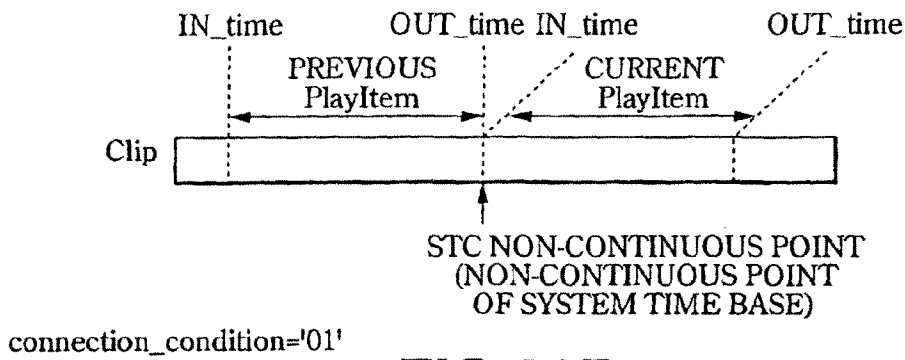 IN_time OUT_time IN_time OUT_time
PREVIOUS CURRENT
PlayItem PlayItem
Clip
STC NON-CONTINUOUS POINT
(NON-CONTINUOUS POINT
OF SYSTEM TIME BASE)
connection_condition='01'